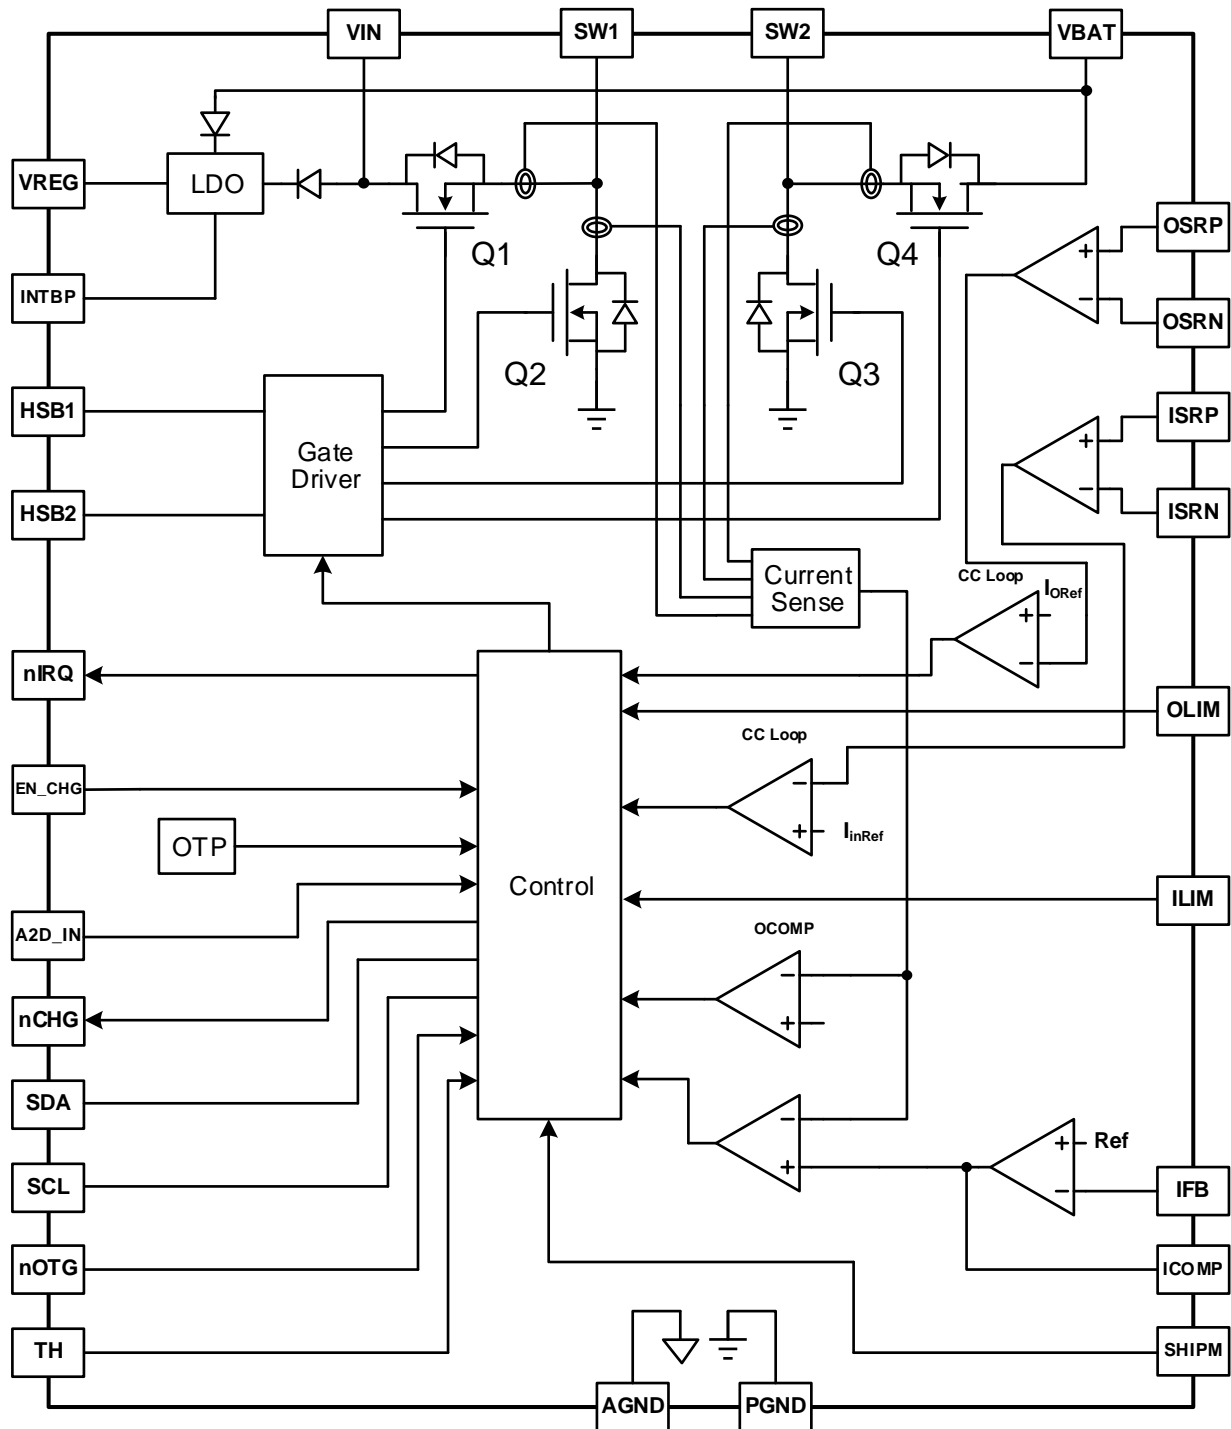 VIN
SW1
SW2
VBAT
VREG
LDO
INTBP
Q1
Q4
OSRP
OSRN
Q2
Q3
HSB1
HSB2
Gate
Driver
ISRP
ISRN
Current
Sense
CC Loop
IORef
nIRQ
OLIM
CC Loop
IinRef
EN_CHG
OTP
Control
ILIM
A2D_IN
OCOMP
nCHG
SDA
SCL
Ref
IFB
nOTG
ICOMP
TH
SHIPM
AGND
PGND